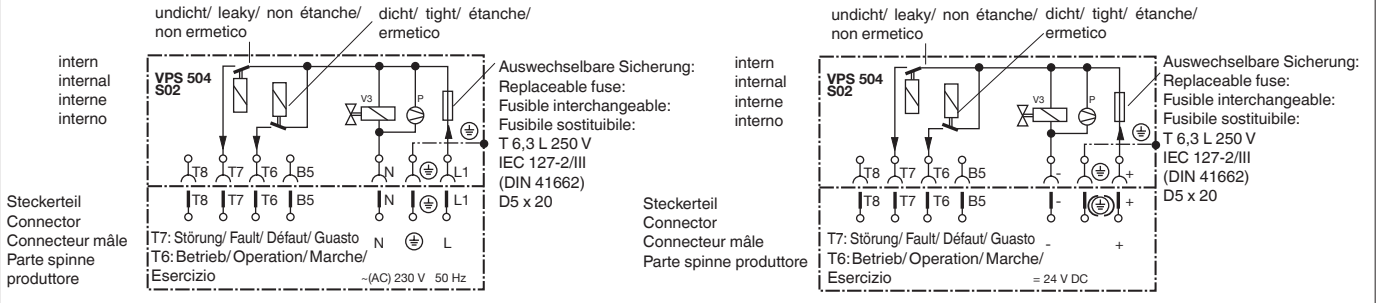 undicht/ leaky/ non étanche/
non ermetico
dicht/ tight/ étanche/
ermetico
intern
internal
interne
interno
VPS 504
S02
V3
P
Auswechselbare Sicherung:
Replaceable fuse:
Fusible interchangeable:
Fusibile sostituibile:
T 6,3 L 250 V
IEC 127-2/III
(DIN 41662)
D5 x 20
T8 T7 T6 B5 N L1
T8 T7 T6 B5 N L1
Steckerteil
Connector
Connecteur mâle
Parte spinne
produttore
T7: Störung/ Fault/ Défaut/ Guasto
N L
T6: Betrieb/ Operation/ Marche/
Esercizio
~(AC) 230 V 50 Hz
undicht/ leaky/ non étanche/
non ermetico
dicht/ tight/ étanche/
ermetico
intern
internal
interne
interno
VPS 504
S02
V3
P
Auswechselbare Sicherung:
Replaceable fuse:
Fusible interchangeable:
Fusibile sostituibile:
T 6,3 L 250 V
IEC 127-2/III
(DIN 41662)
D5 x 20
T8 T7 T6 B5 - +
T8 T7 T6 B5 - +
Steckerteil
Connector
Connecteur mâle
Parte spinne produttore
T7: Störung/ Fault/ Défaut/ Guasto
- +
T6: Betrieb/ Operation/ Marche/
Esercizio
= 24 V DC